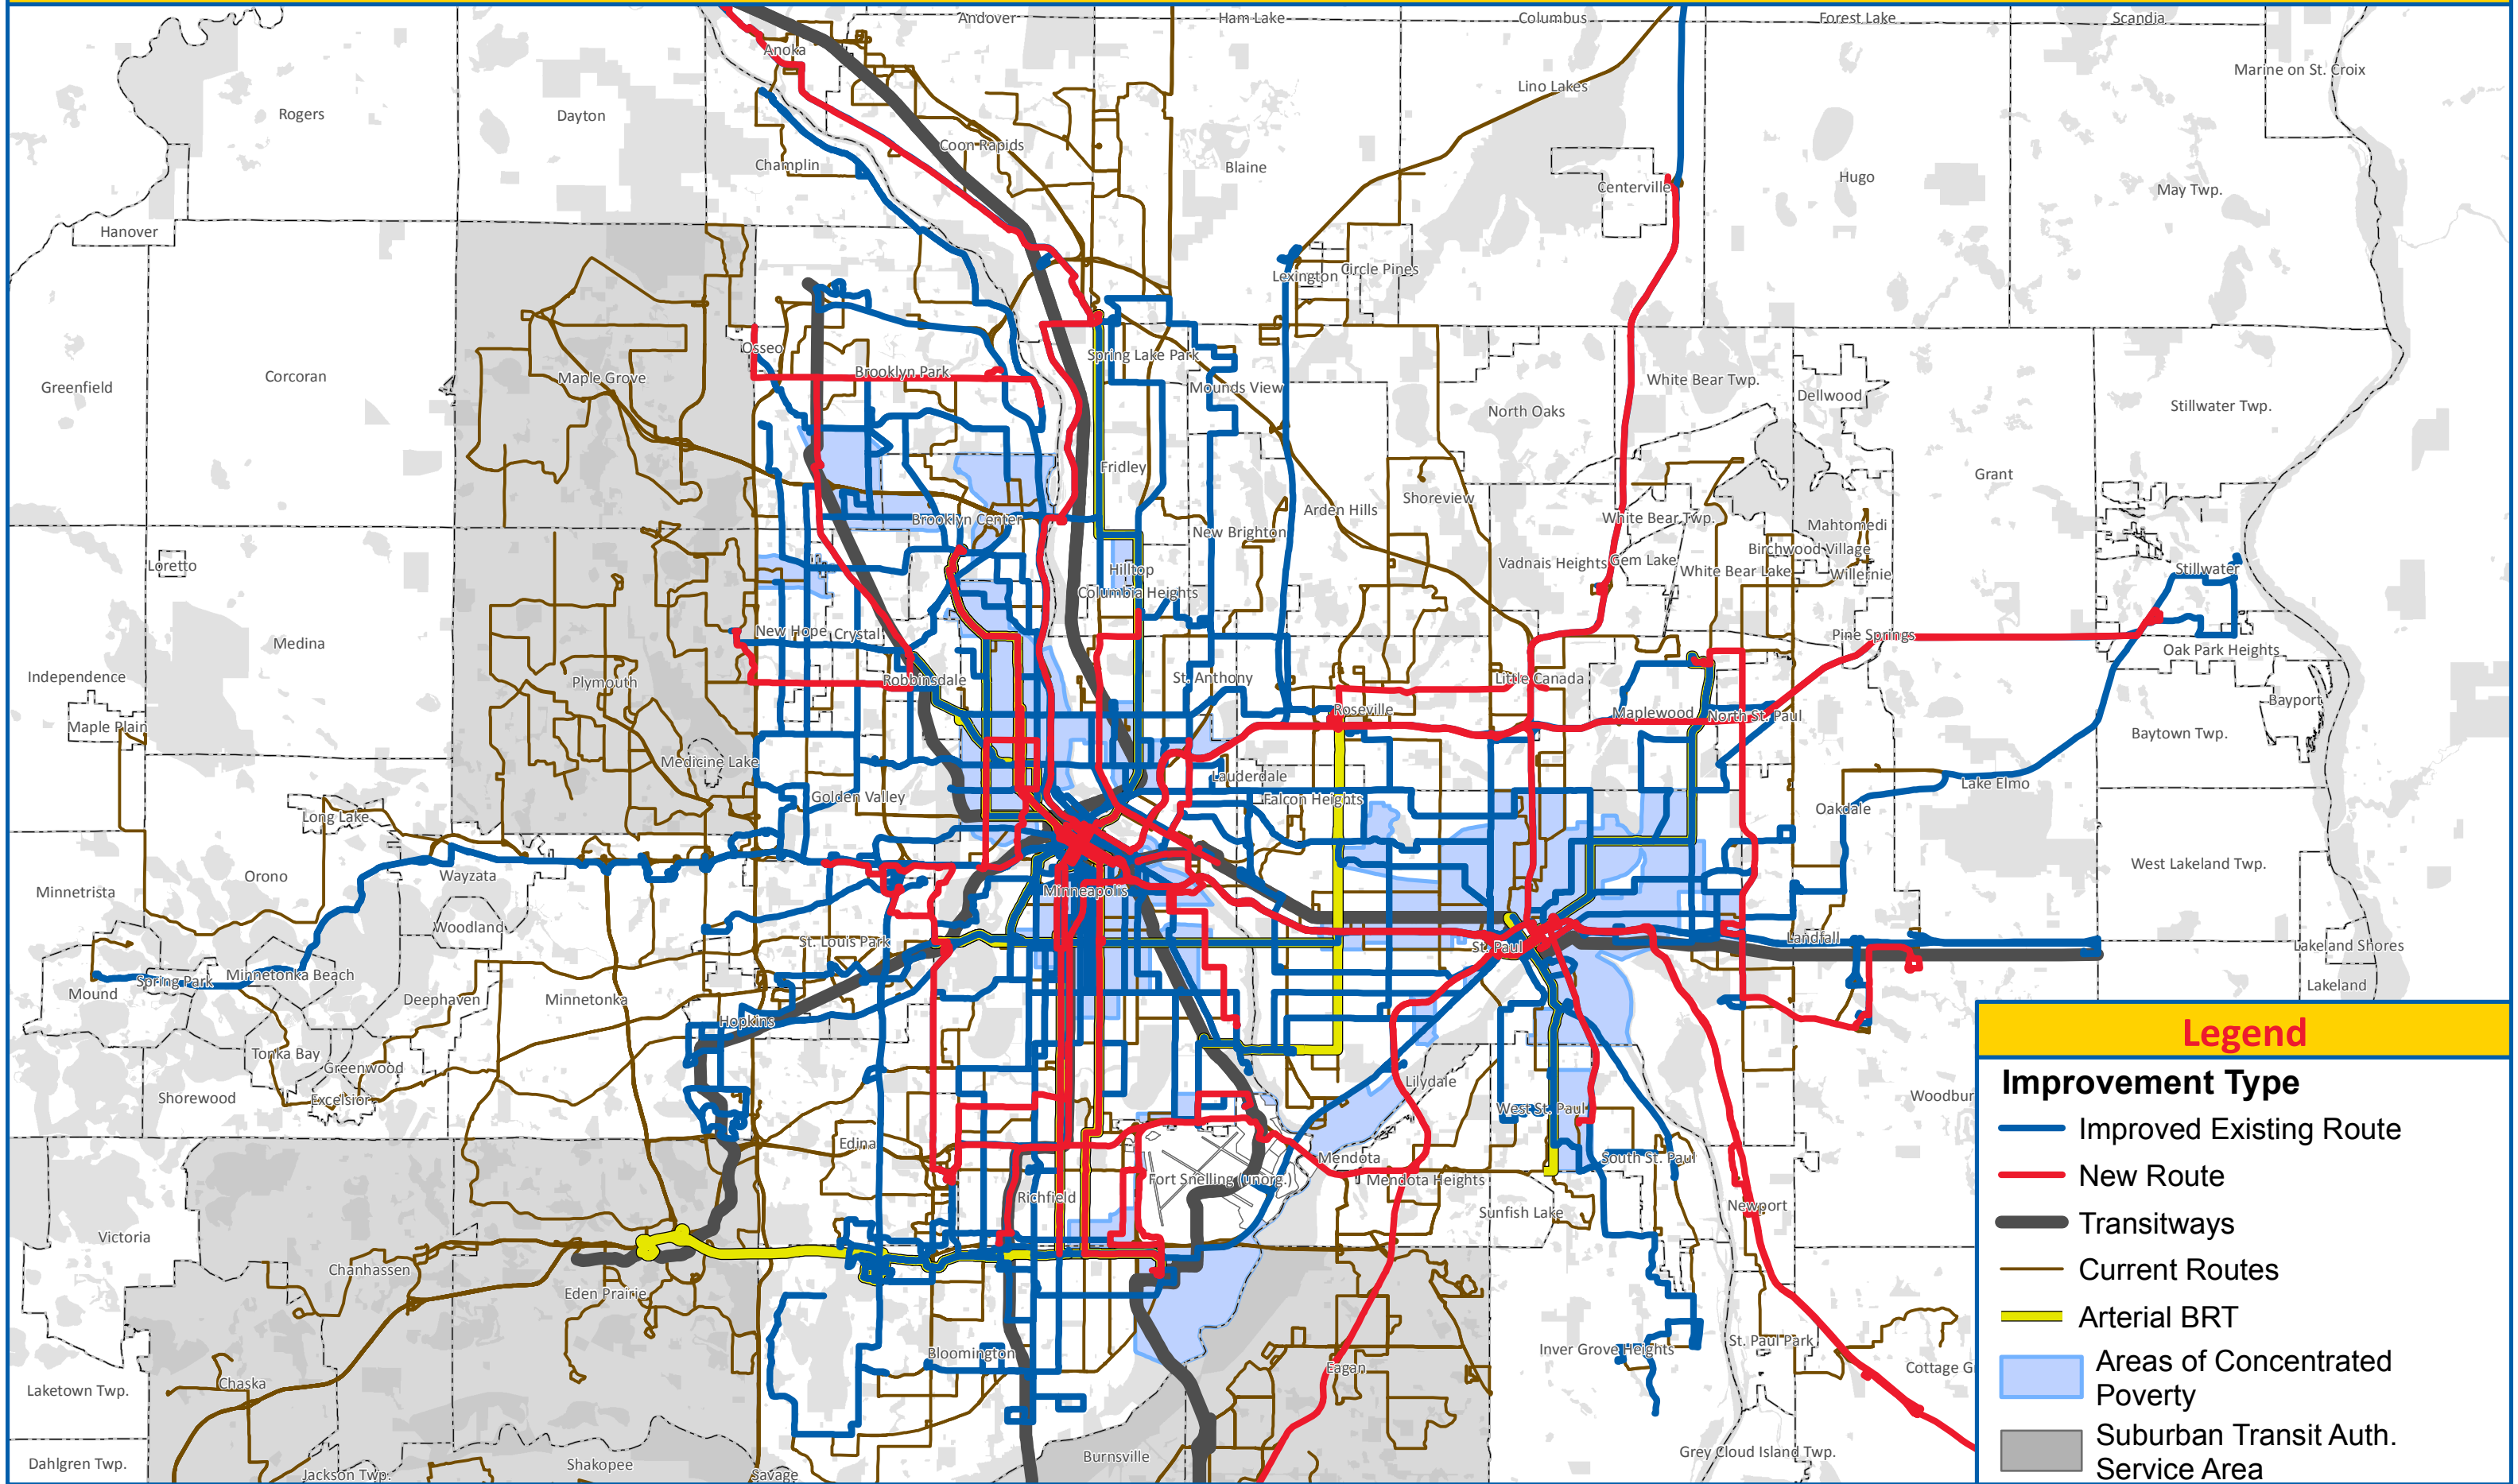 Andover
Ham Lake
Columbus
Forest Lake
Scandia
Anoka
Marine on St. Croix
Lino Lakes
Rogers
Dayton
Coon Rapids
Champlin
Blaine
Centerville
Hugo
May Twp.
Hanover
Lexington
Circle Pines
Osseo
Spring Lake Park
Greenfield
Corcoran
Maple Grove
Brooklyn Park
Mounds View
White Bear Twp.
Dellwood
North Oaks
Stillwater Twp.
Fridley
Grant
Shoreview
Arden Hills
Brooklyn Center
White Bear Twp.
Mahtomedi
New Brighton
Birchwood Village
Loretto
Hilltop
Vadnais Heights
Gem Lake
White Bear Lake
Willernie
Stillwater
Columbia Heights
New Hope
Crystal
Pine Springs
Medina
Oak Park Heights
Independence
Plymouth
Robbinsdale
St. Anthony
Little Canada
Bayport
Maple Plain
Roseville
Maplewood
North St. Paul
Baytown Twp.
Medicine Lake
Lauderdale
Golden Valley
Falcon Heights
Lake Elmo
Long Lake
Oakdale
West Lakeland Twp.
Orono
Wayzata
Minnetrista
Minneapolis
Woodland
St. Louis Park
St. Paul
Landfall
Lakeland Shores
Spring Park
Minnetonka Beach
Mound
Deephaven
Minnetonka
Lakeland
Hopkins
Tonka Bay
Greenwood
Shorewood
Excelsior
Lilydale
West St. Paul
Woodbur
Edina
Mendota
South St. Paul
Fort Snelling (unorg.)
Mendota Heights
Richfield
Newport
Sunfish Lake
Victoria
Chanhassen
Eden Prairie
Bloomington
Inver Grove Heights
St. Paul Park
Eagan
Cottage G
Chaska
Laketown Twp.
Burnsville
Grey Cloud Island Twp.
Dahlgren Twp.
Shakopee
Jackson Twp.
Savage
Legend
Improvement Type
Improved Existing Route
New Route
Transitways
Current Routes
Arterial BRT
Areas of Concentrated
Poverty
Suburban Transit Auth.
Service Area